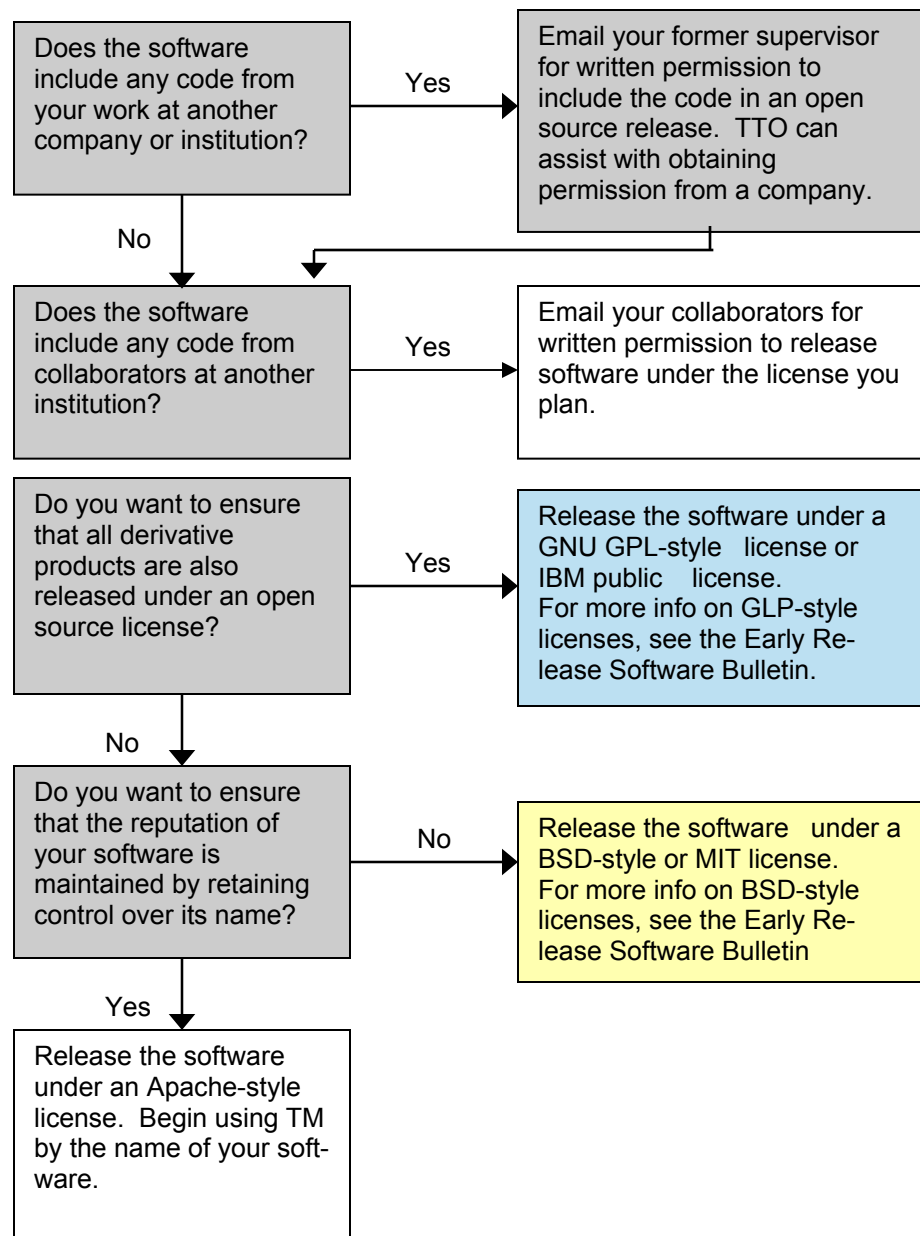 Does the software
include any code from
your work at another
company or institution?
Yes
Email your former supervisor
for written permission to
include the code in an open
source release.  TTO can
assist with obtaining
permission from a company.
No
Does the software
include any code from
collaborators at another
institution?
Yes
Email your collaborators for
written permission to release
software under the license you
plan.
Do you want to ensure
that all derivative
products are also
released under an open
source license?
Yes
Release the software under a
GNU GPL-style   license or
IBM public    license.
For more info on GLP-style
licenses, see the Early Re-
lease Software Bulletin.
No
Do you want to ensure
that the reputation of
your software is
maintained by retaining
control over its name?
No
Release the software   under a
BSD-style or MIT license.
For more info on BSD-style
licenses, see the Early Re-
lease Software Bulletin
Yes
Release the software
under an Apache-style
license.  Begin using TM
by the name of your soft-
ware.